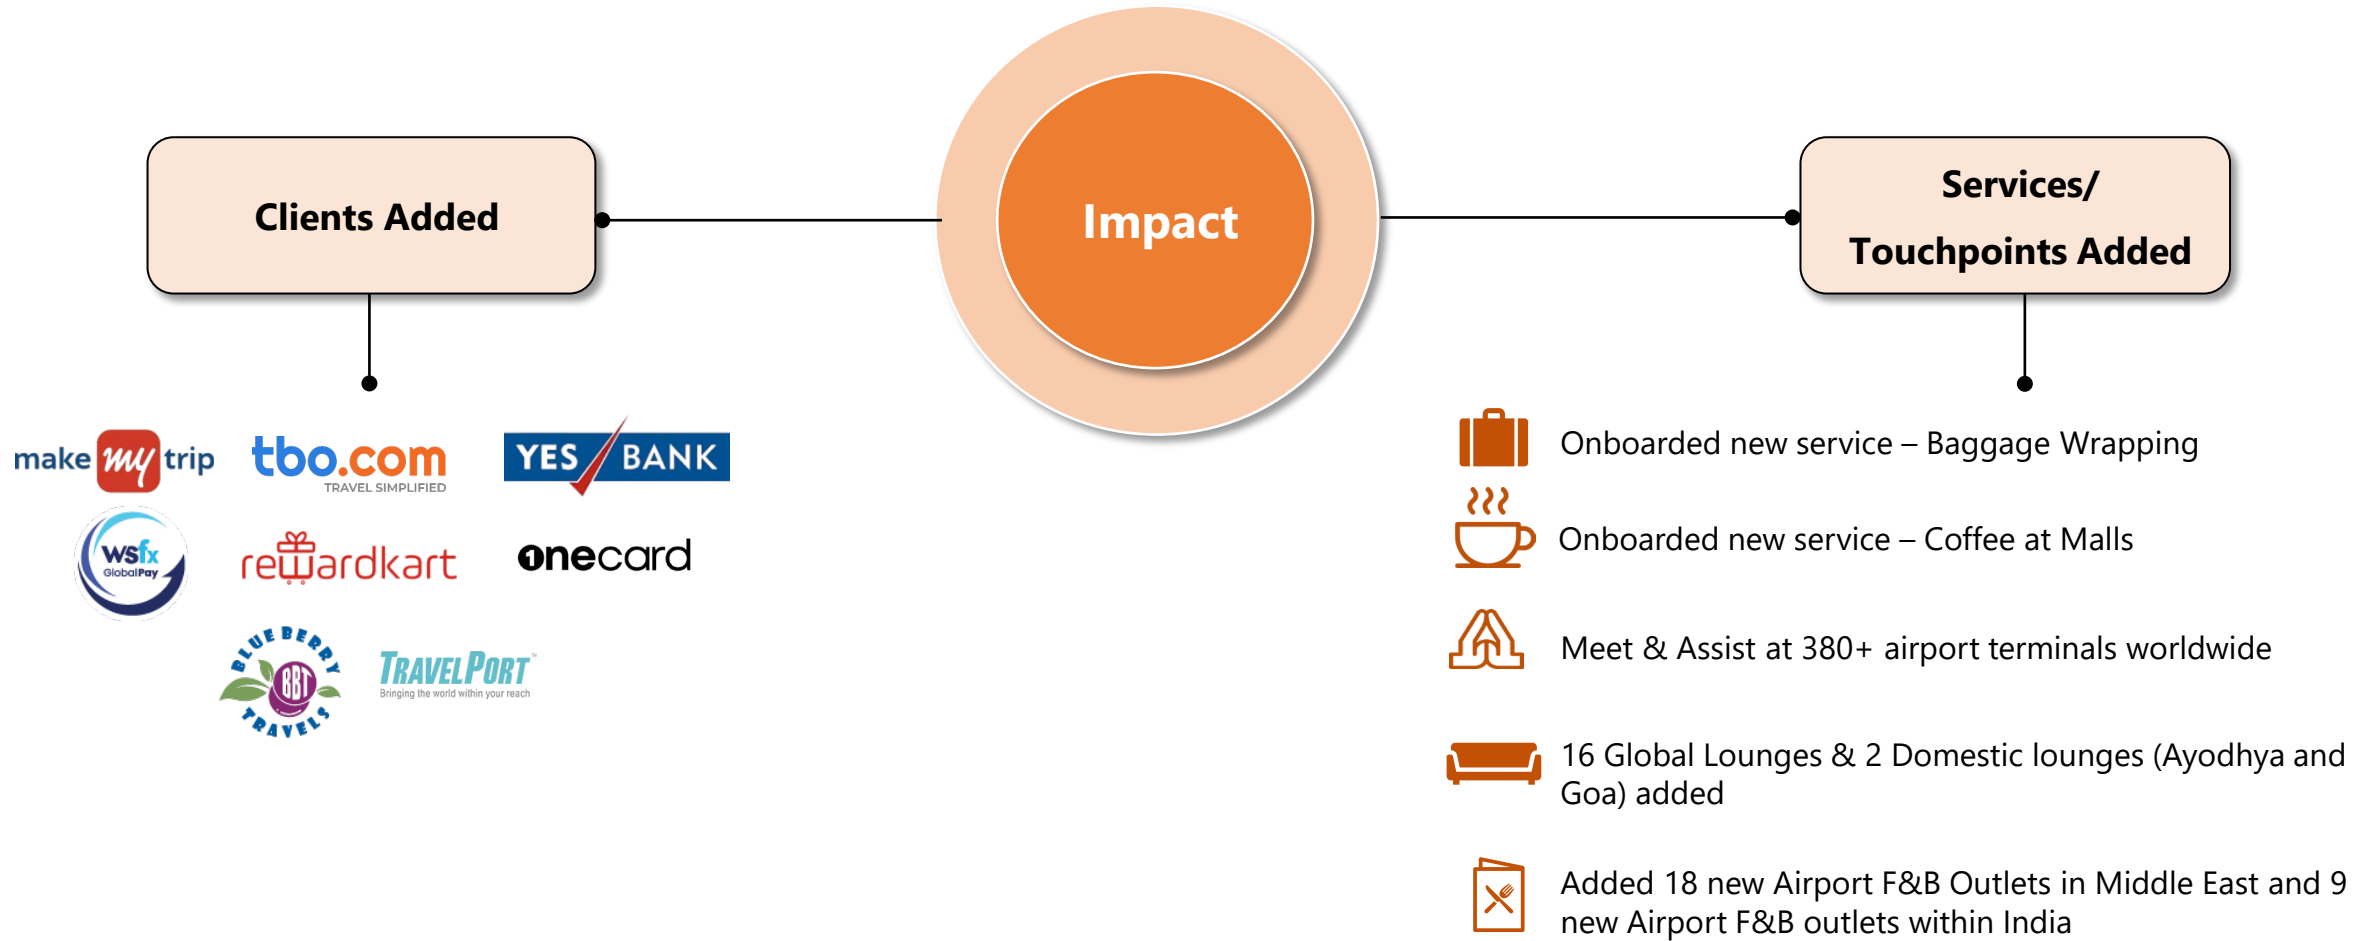 Impact
Clients Added
make my trip
tbo.com
TRAVEL SIMPLIFIED
YES BANK
wsfx
GlobalPay
rewardkart
1
onecard
BLUE BERRY
BBT
TRAVELS
TRAVELPORT™
Bringing the world within your reach
Services/
Touchpoints Added
Onboarded new service – Baggage Wrapping
Onboarded new service – Coffee at Malls
Meet & Assist at 380+ airport terminals worldwide
16 Global Lounges & 2 Domestic lounges (Ayodhya and
Goa) added
Added 18 new Airport F&B Outlets in Middle East and 9
new Airport F&B outlets within India